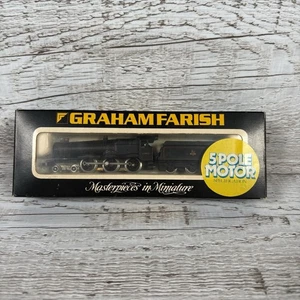 GRAHAM FARISH
5 POLE
MOTOR
Masterpieces in Miniature